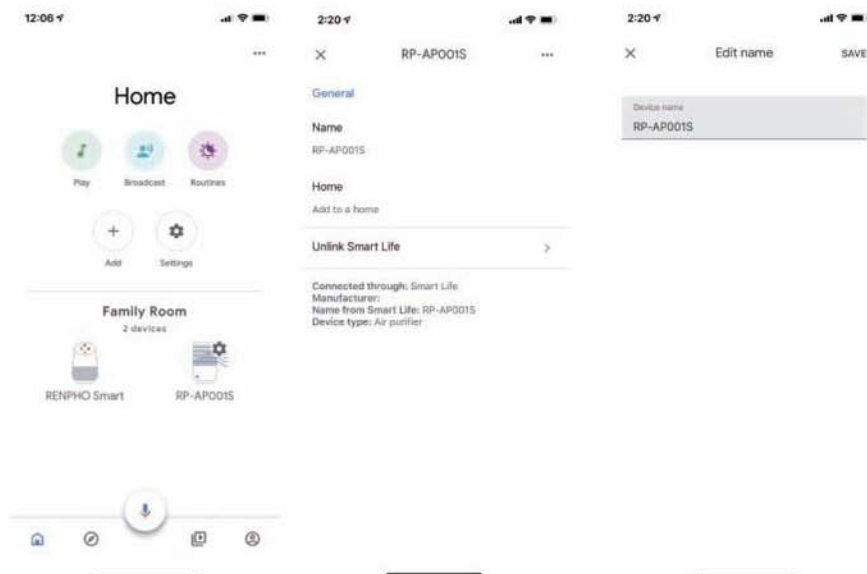 12:06
Home
Play Broadcast Routines
Add Settings
Family Room
2 devices
RENPHO Smart RP-AP001S
2:20
RP-AP001S
General
Name
RP-AP001S
Home
Add to a home
Unlink Smart Life
Connected through: Smart Life
Manufacturer:
Name from Smart Life: RP-AP001S
Device type: Air purifier
2:20
Edit name SAVE
Device name
RP-AP001S